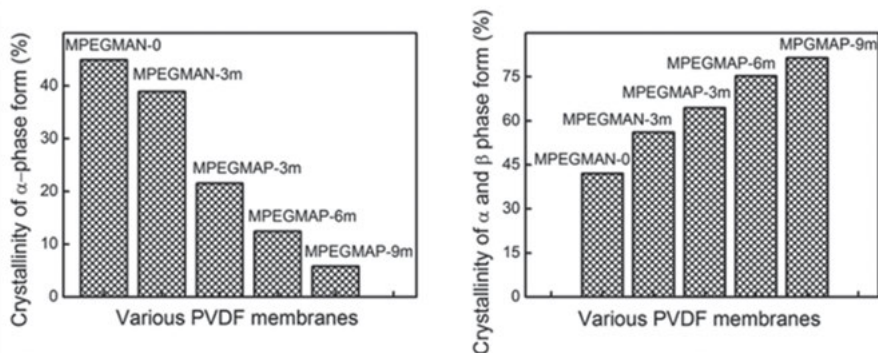 Crystallinity of α-phase form (%)
40
30
20
10
0
MPEGMAN-0
MPEGMAN-3m
MPEGMAP-3m
MPEGMAP-6m
MPEGMAP-9m
Various PVDF membranes
Crystallinity of α and β phase form (%)
75
60
45
30
15
0
MPEGMAN-0
MPEGMAN-3m
MPEGMAP-3m
MPEGMAP-6m
MPGMAP-9m
Various PVDF membranes